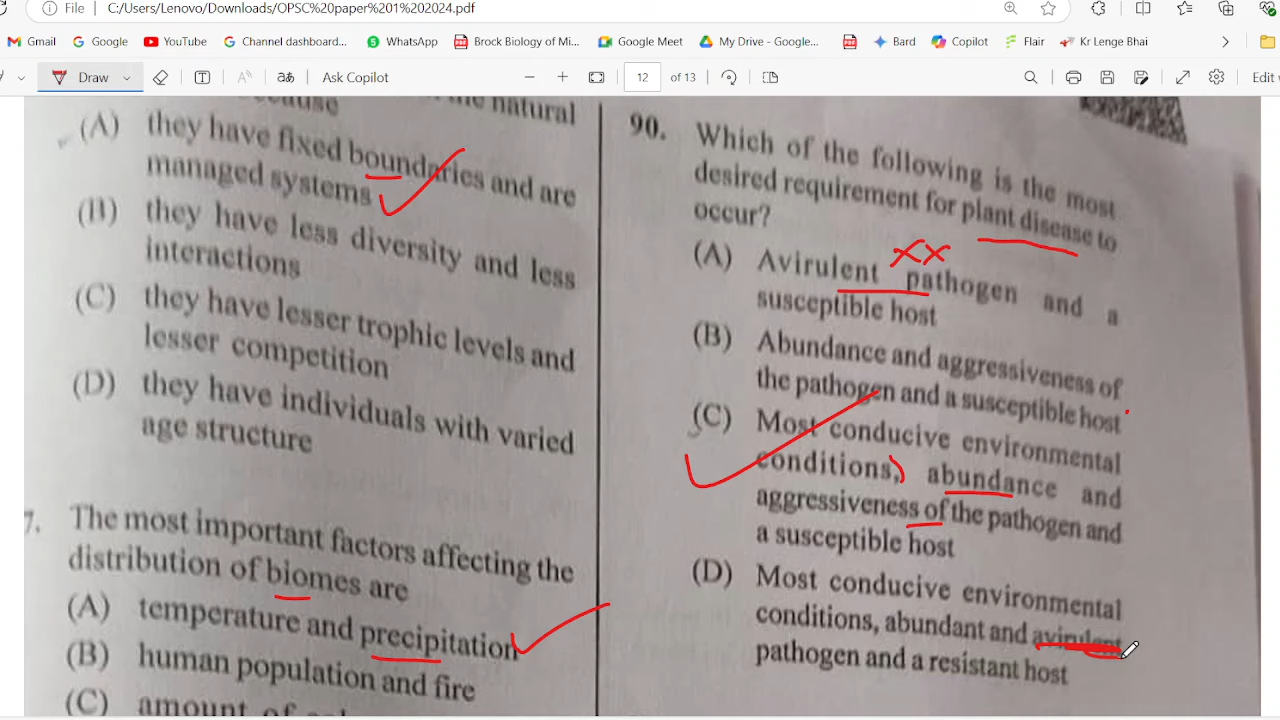 File C:/Users/Lenovo/Downloads/OPSC%20paper%201%202024.pdf
Gmail Google YouTube Channel dashboard... WhatsApp Brock Biology of Mi... Google Meet My Drive - Google... Bard Copilot Flair Kr Lenge Bhai
Draw Ask Copilot 12 of 13 Edit
the natural
(A) they have fixed boundaries and are
managed systems
(B) they have less diversity and less
interactions
(C) they have lesser trophic levels and
lesser competition
(D) they have individuals with varied
age structure
7. The most important factors affecting the
distribution of biomes are
(A) temperature and precipitation
(B) human population and fire
(C) amount of
90. Which of the following is the most
desired requirement for plant disease to
occur?
(A) Avirulent pathogen and a
susceptible host
(B) Abundance and aggressiveness of
the pathogen and a susceptible host
(C) Most conducive environmental
conditions, abundance and
aggressiveness of the pathogen and
a susceptible host
(D) Most conducive environmental
conditions, abundant and avirulent
pathogen and a resistant host